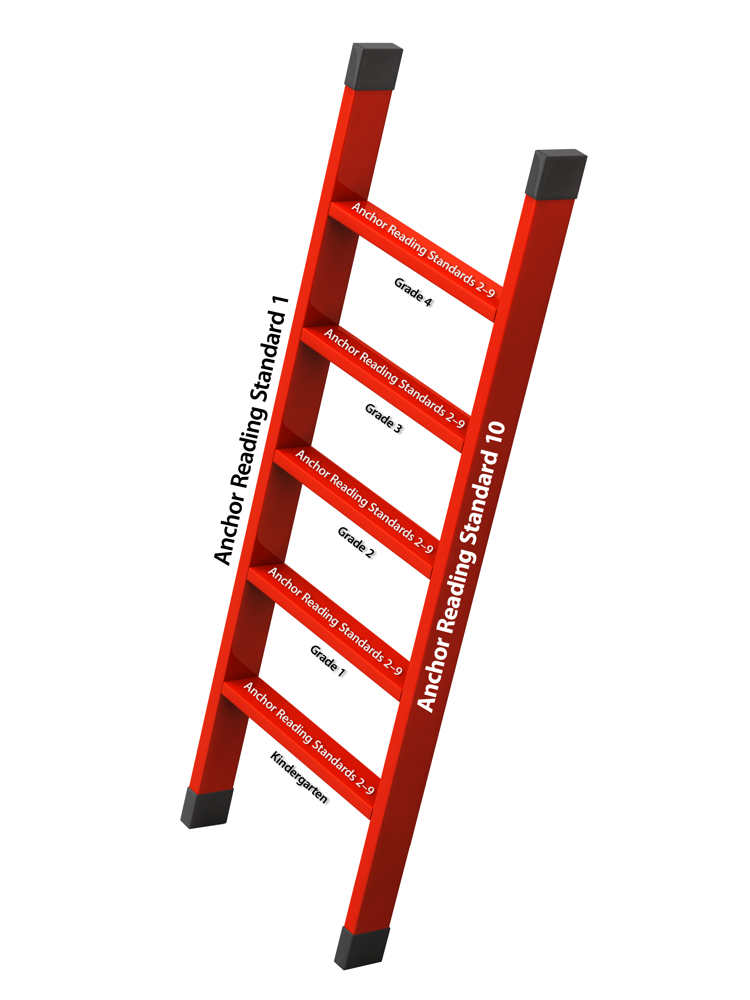 Anchor Reading Standards 2–9
Grade 4
Anchor Reading Standard 1
Anchor Reading Standards 2–9
Grade 3
Anchor Reading Standard 10
Anchor Reading Standards 2–9
Grade 2
Anchor Reading Standards 2–9
Grade 1
Anchor Reading Standards 2–9
Kindergarten